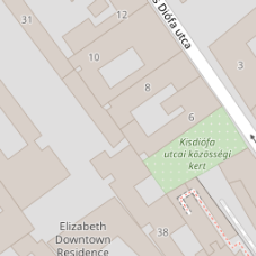 31
12
s Diófa utca
10
8
3
6
Kisdiófa
utcai közösségi
kert
Elizabeth
Downtown
Residence
38